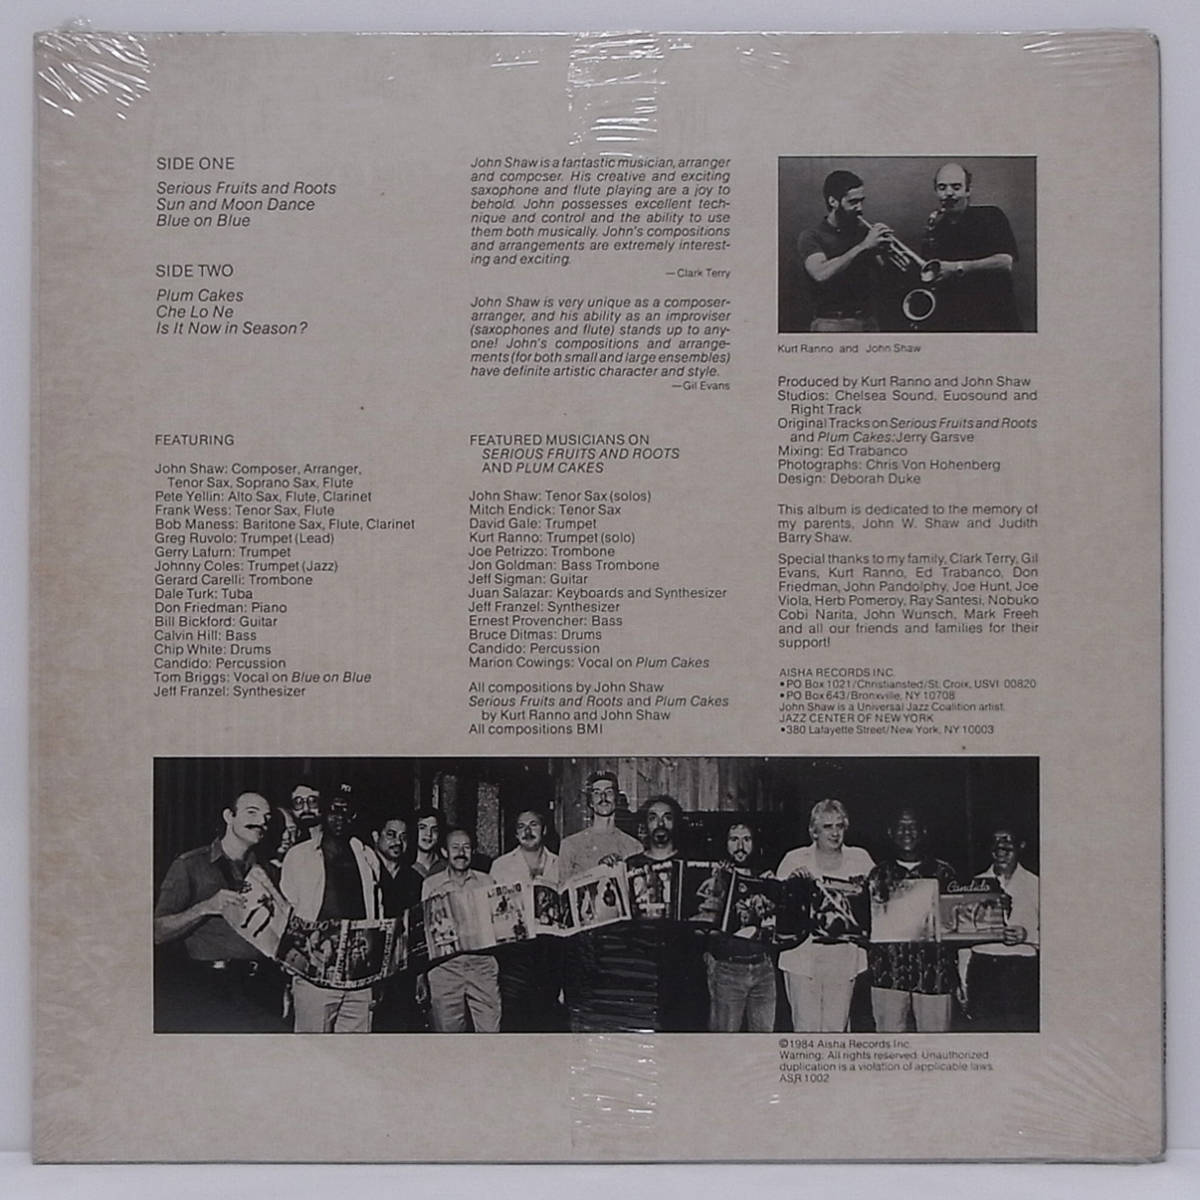 SIDE ONE
Serious Fruits and Roots
Sun and Moon Dance
Blue on Blue
SIDE TWO
Plum Cakes
Che Lo Ne
Is It Now in Season?
FEATURING
John Shaw: Composer, Arranger,
Tenor Sax, Soprano Sax, Flute
Pete Yellin: Alto Sax, Flute, Clarinet
Frank Wess: Tenor Sax, Flute
Bob Maness: Baritone Sax, Flute, Clarinet
Greg Ruvolo: Trumpet (Lead)
Gerry Lafurn: Trumpet
Johnny Coles: Trumpet (Jazz)
Gerard Carelli: Trombone
Dale Turk: Tuba
Don Friedman: Piano
Bill Bickford: Guitar
Calvin Hill: Bass
Chip White: Drums
Candido: Percussion
Tom Briggs: Vocal on Blue on Blue
Jeff Franzel: Synthesizer
John Shaw is a fantastic musician, arranger
and composer. His creative and exciting
saxophone and flute playing are a joy to
behold. John possesses excellent tech-
nique and control and the ability to use
them both musically. John's compositions
and arrangements are extremely interest-
ing and exciting.
—Clark Terry
John Shaw is very unique as a composer-
arranger, and his ability as an improviser
(saxophones and flute) stands up to any-
one! John's compositions and arrange-
ments (for both small and large ensembles)
have definite artistic character and style.
—Gil Evans
FEATURED MUSICIANS ON
SERIOUS FRUITS AND ROOTS
AND PLUM CAKES
John Shaw: Tenor Sax (solos)
Mitch Endick: Tenor Sax
David Gale: Trumpet
Kurt Ranno: Trumpet (solo)
Joe Petrizzo: Trombone
Jon Goldman: Bass Trombone
Jeff Sigman: Guitar
Juan Salazar: Keyboards and Synthesizer
Jeff Franzel: Synthesizer
Ernest Provencher: Bass
Bruce Ditmas: Drums
Candido: Percussion
Marion Cowings: Vocal on Plum Cakes
All compositions by John Shaw
Serious Fruits and Roots and Plum Cakes
by Kurt Ranno and John Shaw
All compositions BMI
Kurt Ranno and John Shaw
Produced by Kurt Ranno and John Shaw
Studios: Chelsea Sound, Euosound and
Right Track
Original Tracks on Serious Fruits and Roots
and Plum Cakes: Jerry Garsve
Mixing: Ed Trabanco
Photographs: Chris Von Hohenberg
Design: Deborah Duke
This album is dedicated to the memory of
my parents, John W. Shaw and Judith
Barry Shaw.
Special thanks to my family, Clark Terry, Gil
Evans, Kurt Ranno, Ed Trabanco, Don
Friedman, John Pandolphy, Joe Hunt, Joe
Viola, Herb Pomeroy, Ray Santesi, Nobuko
Cobi Narita, John Wunsch, Mark Freeh
and all our friends and families for their
support!
AISHA RECORDS INC.
•PO Box 1021/Christiansted/St. Croix, USVI 00820
•PO Box 643/Bronxville, NY 10708
John Shaw is a Universal Jazz Coalition artist.
JAZZ CENTER OF NEW YORK
•380 Lafayette Street/New York, NY 10003
Candido
©1984 Aisha Records Inc.
Warning: All rights reserved. Unauthorized
duplication is a violation of applicable laws.
ASR 1002